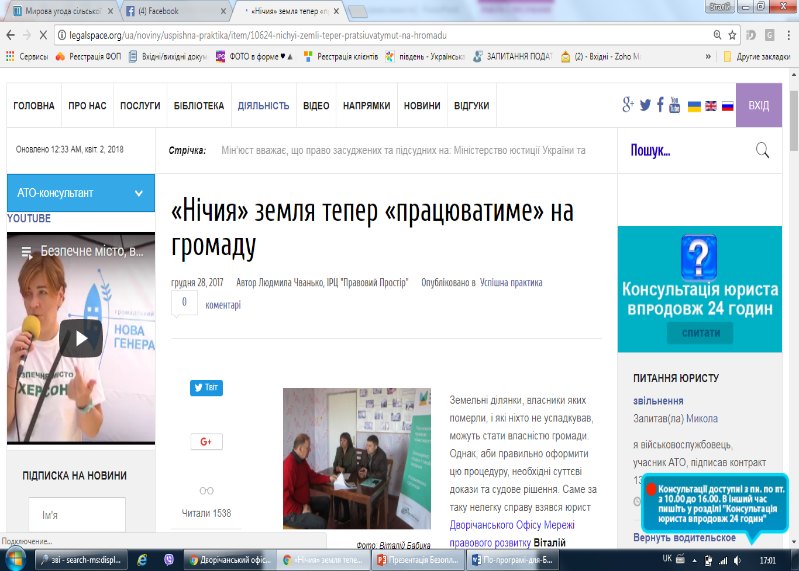 Мирова угода сільської
(4) Facebook
«Нічия» земля тепер «п
Віталій
legalspace.org/ua/noviny/uspishna-praktika/item/10624-nichyi-zemli-teper-pratsiuvatymut-na-hromadu
Сервисы
Реєстрація ФОП
Вхідні/вихідні докум
ФОТО в форме ♥ ▲
Реєстрація клієнтів
південь - Українська
ЗАПИТАННЯ ПОДАТ
(2) - Вхідні - Zoho M
»
Другие закладки
ГОЛОВНА ПРО НАС ПОСЛУГИ БІБЛІОТЕКА ДІЯЛЬНІСТЬ ВІДЕО НАПРЯМКИ НОВИНИ ВІДГУКИ
You Tube
ВХІД
Оновлено 12:33 AM, квіт. 2, 2018
Стрічка: Мін'юст вважає, що право засуджених та підсудних на: Міністерство юстиції України та
Пошук...
АТО-консультант
YOUTUBE
Безпечне місто, в...
НОВА
ГЕНЕРА
ХЕРСОН
ПІДПИСКА НА НОВИНИ
Ім'я
Подключение...
«Нічия» земля тепер «працюватиме» на
громаду
грудня 28, 2017 Автор Людмила Чванько, ІРЦ "Правовий Простір" Опубліковано в Успішна практика
0 коментарі
Твіт
G+
Читали 1538
Фото: Віталій Бабика
Земельні ділянки, власники яких
померли, і які ніхто не успадкував,
можуть стати власністю громади.
Однак, аби правильно оформити
цю процедуру, необхідні суттєві
докази та судове рішення. Саме за
таку нелегку справу взявся юрист
Дворічанського Офісу Мережі
правового розвитку Віталій
?
Консультація юриста
впродовж 24 годин
спитати
ПИТАННЯ ЮРИСТУ
звільнення
Запитав(ла) Микола
я військовослужбовець,
учасник АТО, підписав контракт
Консультації доступні з пн. по вт.
з 10.00 до 16.00. В інший час
пишіть у розділі "Консультація
юриста впродовж 24 годин"
Вернуть водительское
зві - search-ms:displ...
Дворічанський офіс...
«Нічия» земля тепе...
Презентація Безопл...
По-програмі-для-В...
UK
17:01